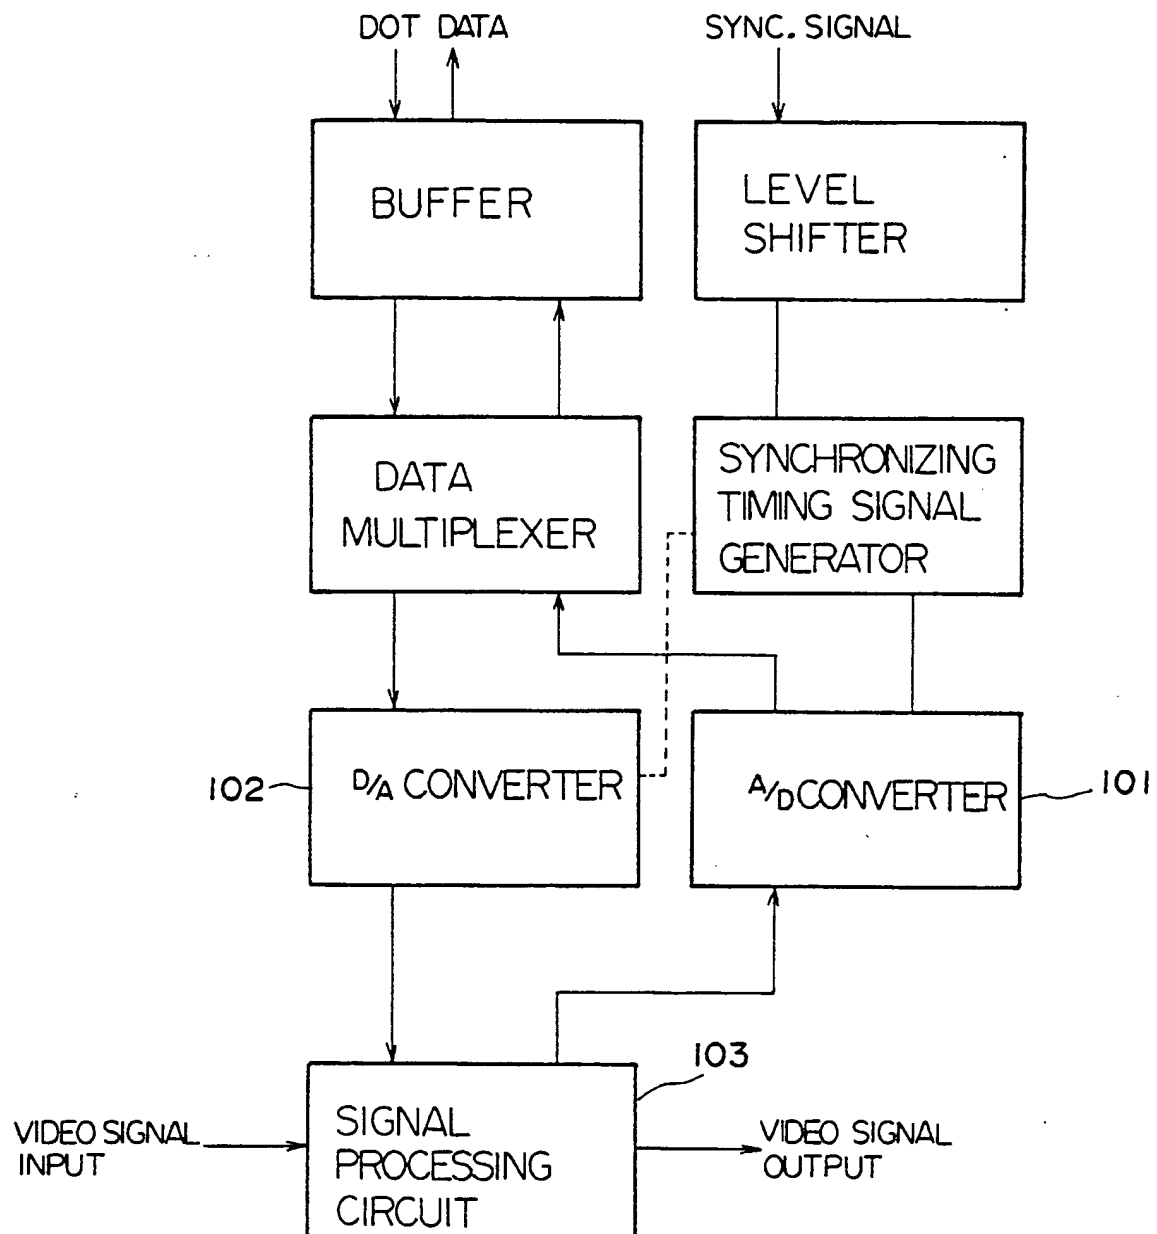 DOT DATA
SYNC. SIGNAL
BUFFER
LEVEL
SHIFTER
DATA
MULTIPLEXER
SYNCHRONIZING
TIMING SIGNAL
GENERATOR
102
D/A CONVERTER
A/D CONVERTER
101
103
VIDEO SIGNAL
INPUT
SIGNAL
PROCESSING
CIRCUIT
VIDEO SIGNAL
OUTPUT